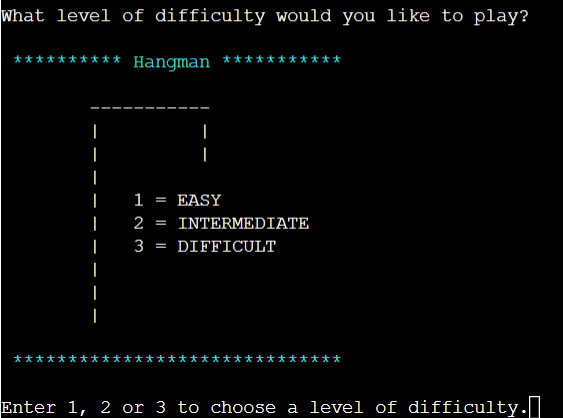 What level of difficulty would you like to play?
********** Hangman ***********
-----------
| |
| |
|
| 1 = EASY
| 2 = INTERMEDIATE
| 3 = DIFFICULT
|
|
|
******************************
Enter 1, 2 or 3 to choose a level of difficulty.